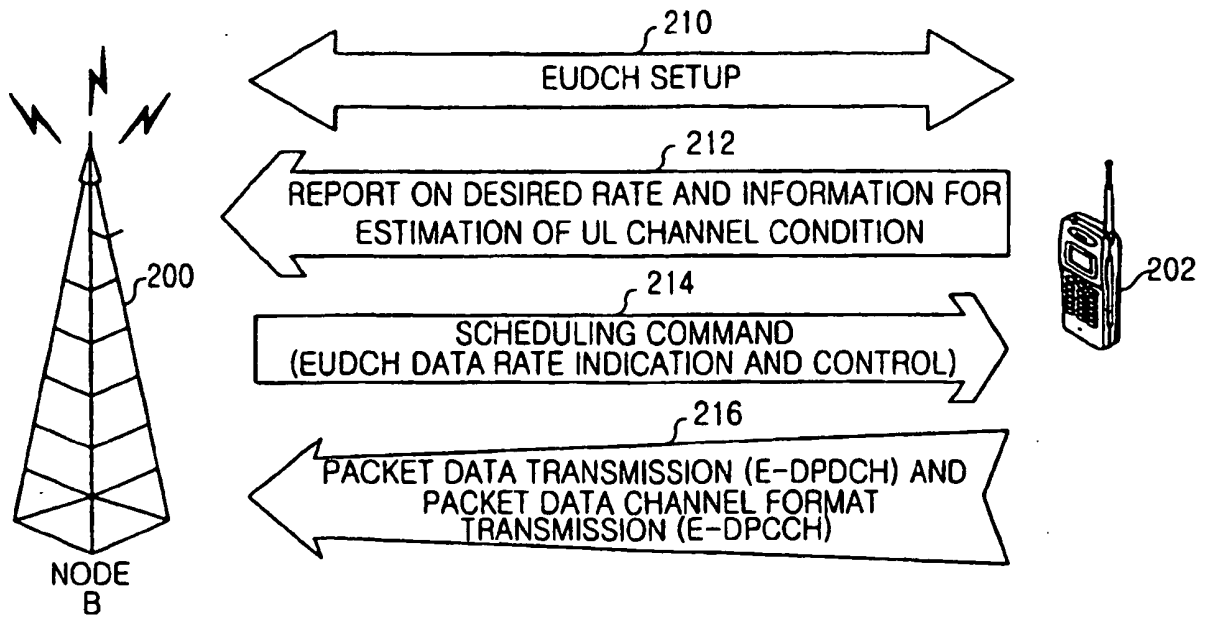 210
EUDCH SETUP
212
REPORT ON DESIRED RATE AND INFORMATION FOR
ESTIMATION OF UL CHANNEL CONDITION
200
202
214
SCHEDULING COMMAND
(EUDCH DATA RATE INDICATION AND CONTROL)
216
PACKET DATA TRANSMISSION (E-DPDCH) AND
PACKET DATA CHANNEL FORMAT
TRANSMISSION (E-DPCCH)
NODE
B